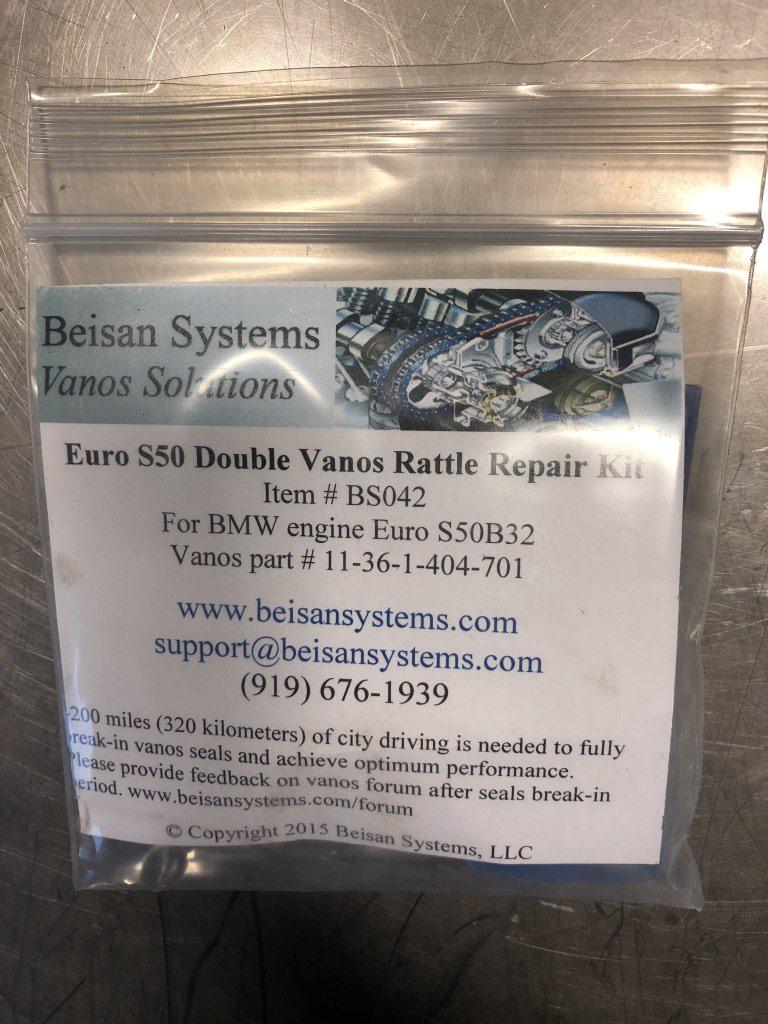 Beisan Systems
Vanos Solutions
Euro S50 Double Vanos Rattle Repair Kit
Item # BS042
For BMW engine Euro S50B32
Vanos part # 11-36-1-404-701
www.beisansystems.com
support@beisansystems.com
(919) 676-1939
-200 miles (320 kilometers) of city driving is needed to fully
break-in vanos seals and achieve optimum performance.
Please provide feedback on vanos forum after seals break-in
period. www.beisansystems.com/forum
© Copyright 2015 Beisan Systems, LLC